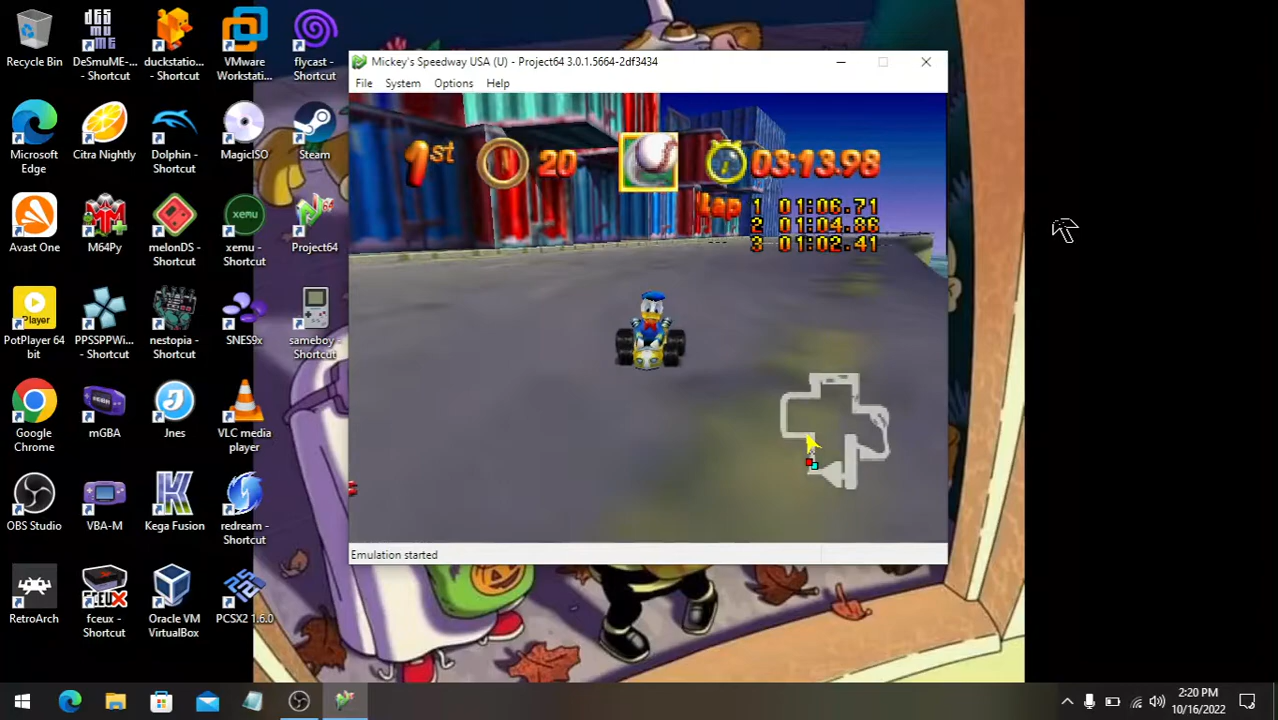 Recycle Bin
DeSmuME-...
- Shortcut
duckstation...
- Shortcut
VMware
Workstati...
flycast -
Shortcut
Microsoft
Edge
Citra Nightly
Dolphin -
Shortcut
MagicISO
Steam
Avast One
M64Py
melonDS -
Shortcut
xemu
xemu -
Shortcut
Project64
Player
PotPlayer 64
bit
PPSSPPWi...
- Shortcut
nestopia -
Shortcut
SNES9x
sameboy -
Shortcut
Google
Chrome
mGBA
Jnes
VLC media
player
OBS Studio
VBA-M
Kega Fusion
redream -
Shortcut
RetroArch
fceux -
Shortcut
Oracle VM
VirtualBox
PCSX2 1.6.0
Mickey's Speedway USA (U) - Project64 3.0.1.5664-2df3434
File System Options Help
1st 20 03:13.98
Lap 1 01:06.71
2 01:04.86
3 01:02.41
Emulation started
2:20 PM
10/16/2022